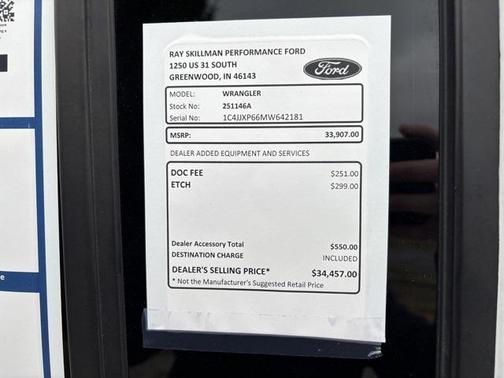 RAY SKILLMAN PERFORMANCE FORD
1250 US 31 SOUTH
GREENWOOD, IN 46143
Ford
MODEL: WRANGLER
Stock No: 251146A
Serial No: 1C4JJXP66MW642181
MSRP: 33,907.00
DEALER ADDED EQUIPMENT AND SERVICES
DOC FEE $251.00
ETCH $299.00
Dealer Accessory Total $550.00
DESTINATION CHARGE INCLUDED
DEALER'S SELLING PRICE* $34,457.00
* Not the Manufacturer's Suggested Retail Price